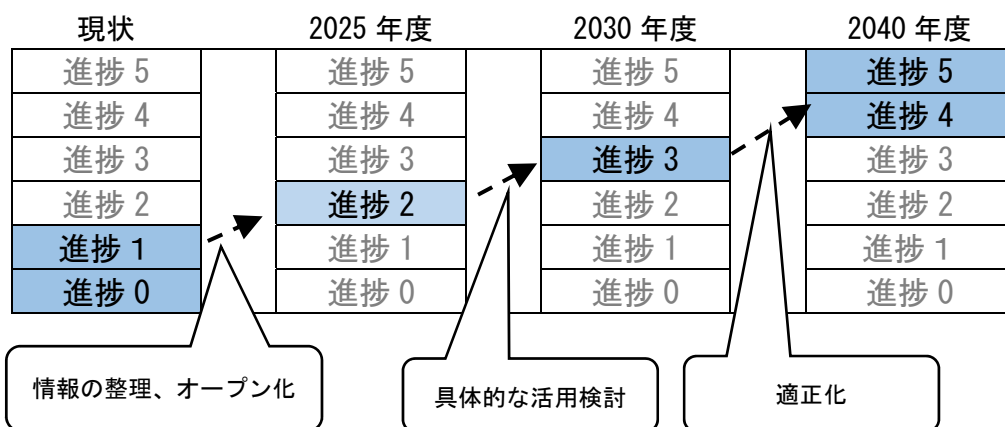 現状 2025 年度 2030 年度 2040 年度
進捗 5 進捗 5 進捗 5 進捗 5
進捗 4 進捗 4 進捗 4 進捗 4
進捗 3 進捗 3 進捗 3 進捗 3
進捗 2 進捗 2 進捗 2 進捗 2
進捗 1 進捗 1 進捗 1 進捗 1
進捗 0 進捗 0 進捗 0 進捗 0
情報の整理、オープン化 具体的な活用検討 適正化